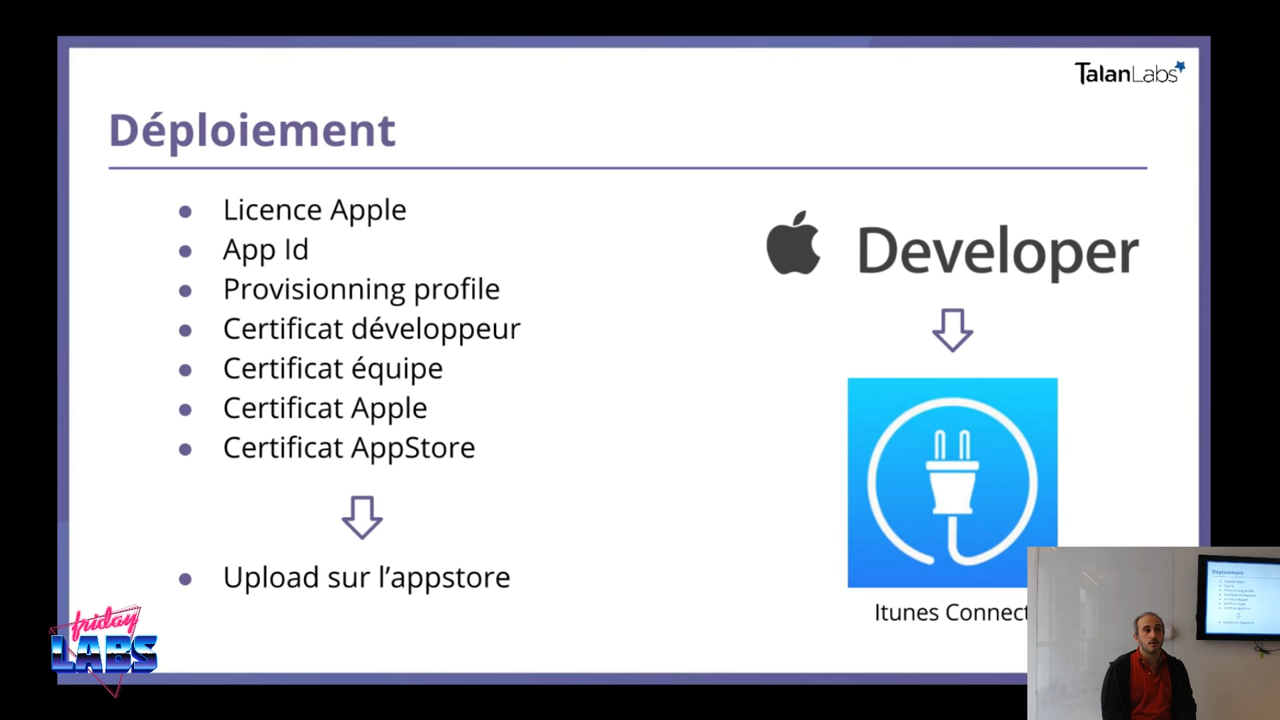 TalanLabs
Déploiement
Licence Apple
App Id
Provisionning profile
Certificat développeur
Certificat équipe
Certificat Apple
Certificat AppStore
Upload sur l'appstore
Developer
Itunes Connect
friday
LABS
Déploiement